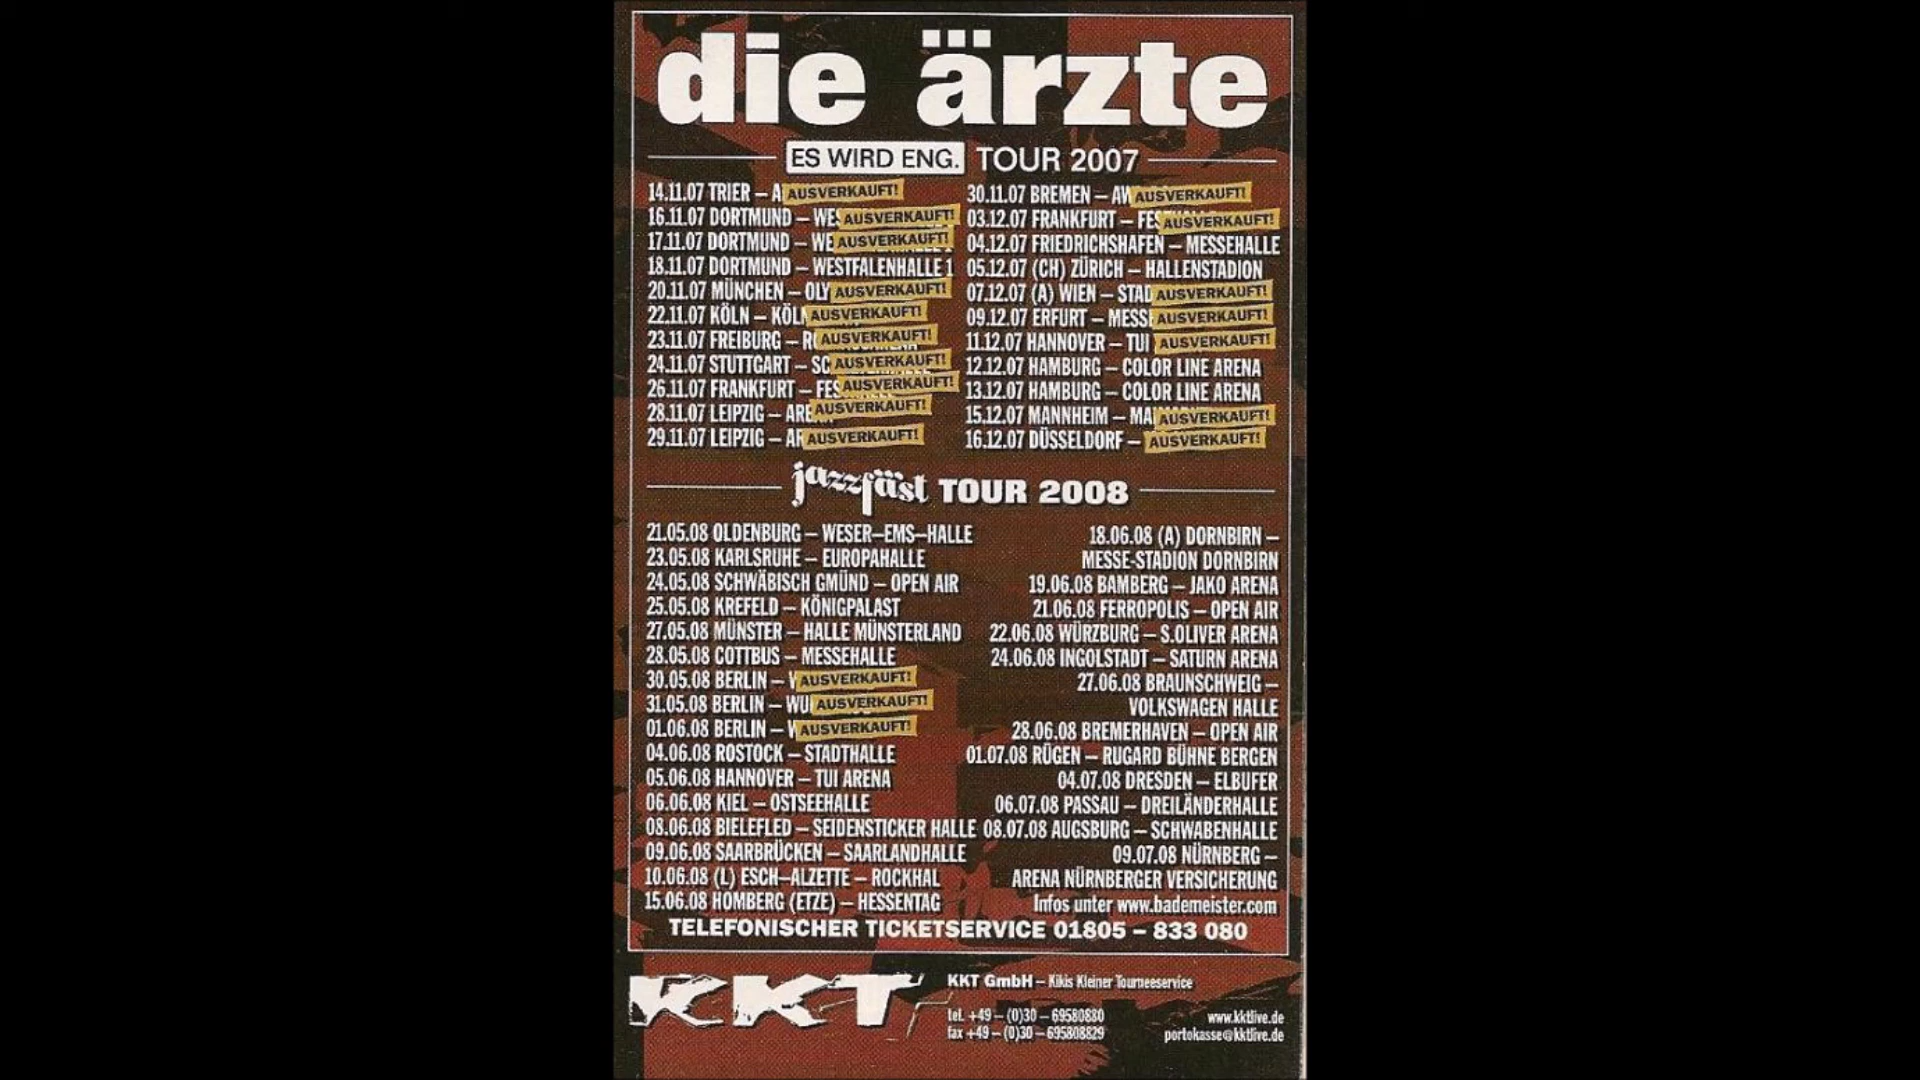 die ärzte
ES WIRD ENG. TOUR 2007
14.11.07 TRIER – AUSVERKAUFT!
16.11.07 DORTMUND – AUSVERKAUFT!
17.11.07 DORTMUND – AUSVERKAUFT!
18.11.07 DORTMUND – WESTFALENHALLE 1
20.11.07 MÜNCHEN – AUSVERKAUFT!
22.11.07 KÖLN – AUSVERKAUFT!
23.11.07 FREIBURG – AUSVERKAUFT!
24.11.07 STUTTGART – AUSVERKAUFT!
26.11.07 FRANKFURT – AUSVERKAUFT!
28.11.07 LEIPZIG – AUSVERKAUFT!
29.11.07 LEIPZIG – AUSVERKAUFT!
30.11.07 BREMEN – AUSVERKAUFT!
03.12.07 FRANKFURT – AUSVERKAUFT!
04.12.07 FRIEDRICHSHAFEN – MESSEHALLE
05.12.07 (CH) ZÜRICH – HALLENSTADION
07.12.07 (A) WIEN – AUSVERKAUFT!
09.12.07 ERFURT – AUSVERKAUFT!
11.12.07 HANNOVER – TUI AUSVERKAUFT!
12.12.07 HAMBURG – COLOR LINE ARENA
13.12.07 HAMBURG – COLOR LINE ARENA
15.12.07 MANNHEIM – AUSVERKAUFT!
16.12.07 DÜSSELDORF – AUSVERKAUFT!
jazzfäst TOUR 2008
21.05.08 OLDENBURG – WESER–EMS–HALLE
23.05.08 KARLSRUHE – EUROPAHALLE
24.05.08 SCHWÄBISCH GMÜND – OPEN AIR
25.05.08 KREFELD – KÖNIGPALAST
27.05.08 MÜNSTER – HALLE MÜNSTERLAND
28.05.08 COTTBUS – MESSEHALLE
30.05.08 BERLIN – AUSVERKAUFT!
31.05.08 BERLIN – AUSVERKAUFT!
01.06.08 BERLIN – AUSVERKAUFT!
04.06.08 ROSTOCK – STADTHALLE
05.06.08 HANNOVER – TUI ARENA
06.06.08 KIEL – OSTSEEHALLE
08.06.08 BIELEFLED – SEIDENSTICKER HALLE
09.06.08 SAARBRÜCKEN – SAARLANDHALLE
10.06.08 (L) ESCH–ALZETTE – ROCKHAL
15.06.08 HOMBERG (ETZE) – HESSENTAG
18.06.08 (A) DORNBIRN –
MESSE-STADION DORNBIRN
19.06.08 BAMBERG – JAKO ARENA
21.06.08 FERROPOLIS – OPEN AIR
22.06.08 WÜRZBURG – S.OLIVER ARENA
24.06.08 INGOLSTADT – SATURN ARENA
27.06.08 BRAUNSCHWEIG –
VOLKSWAGEN HALLE
28.06.08 BREMERHAVEN – OPEN AIR
01.07.08 RÜGEN – RUGARD BÜHNE BERGEN
04.07.08 DRESDEN – ELBUFER
06.07.08 PASSAU – DREILÄNDERHALLE
08.07.08 AUGSBURG – SCHWABENHALLE
09.07.08 NÜRNBERG –
ARENA NÜRNBERGER VERSICHERUNG
Infos unter www.bademeister.com
TELEFONISCHER TICKETSERVICE 01805 – 833 080
KKT
KKT GmbH – Kikis Kleiner Tourneeservice
tel. +49 – (0)30 – 69580880
fax +49 – (0)30 – 695808829
www.kktlive.de
portokasse@kktlive.de